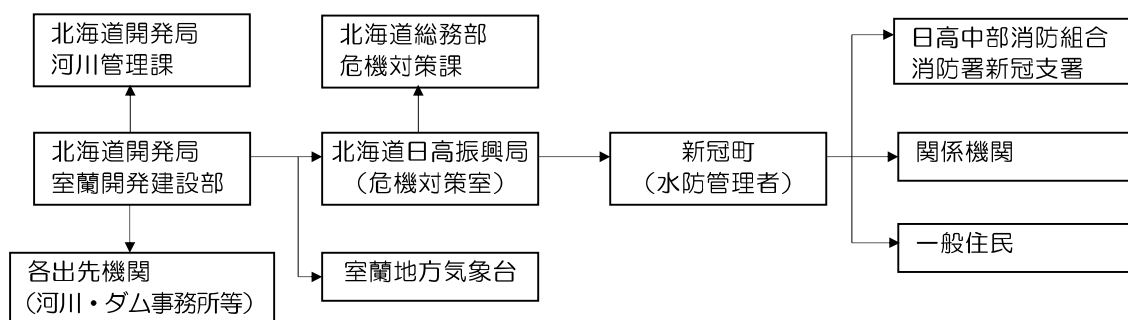 北海道開発局
河川管理課
北海道総務部
危機対策課
日高中部消防組合
消防署新冠支署
北海道開発局
室蘭開発建設部
北海道日高振興局
（危機対策室）
新冠町
（水防管理者）
関係機関
一般住民
各出先機関
（河川・ダム事務所等）
室蘭地方気象台